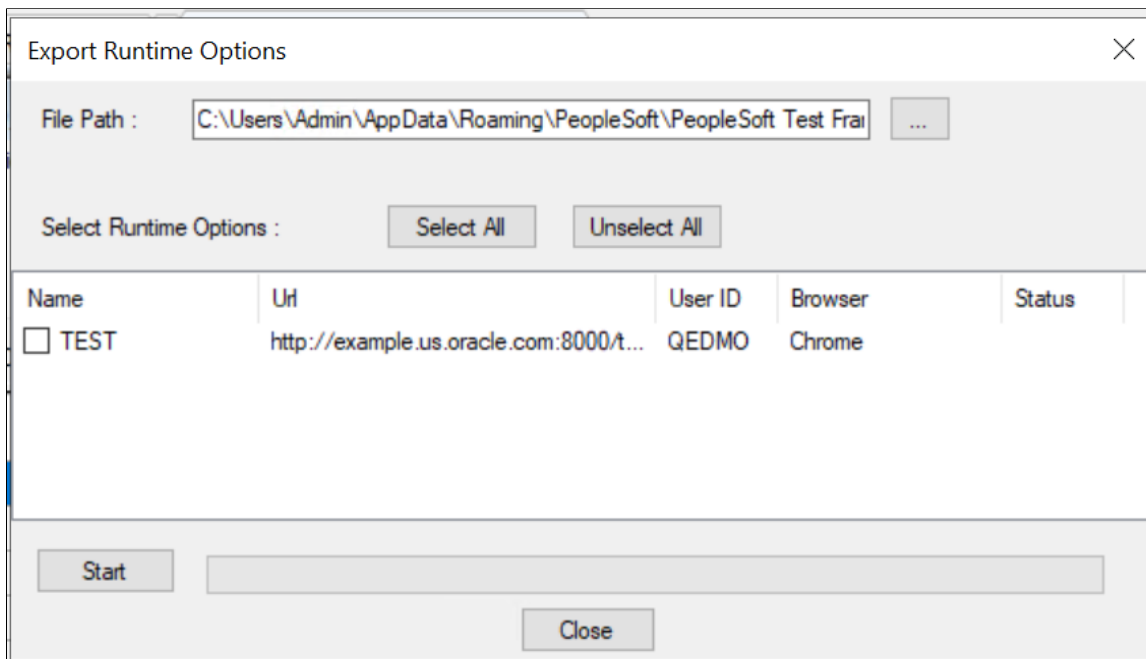 Export Runtime Options
File Path : C:\Users\Admin\AppData\Roaming\PeopleSoft\PeopleSoft Test Frai ...
Select Runtime Options : Select All Unselect All
Name Url User ID Browser Status
TEST http://example.us.oracle.com:8000/t... QEDMO Chrome
Start
Close